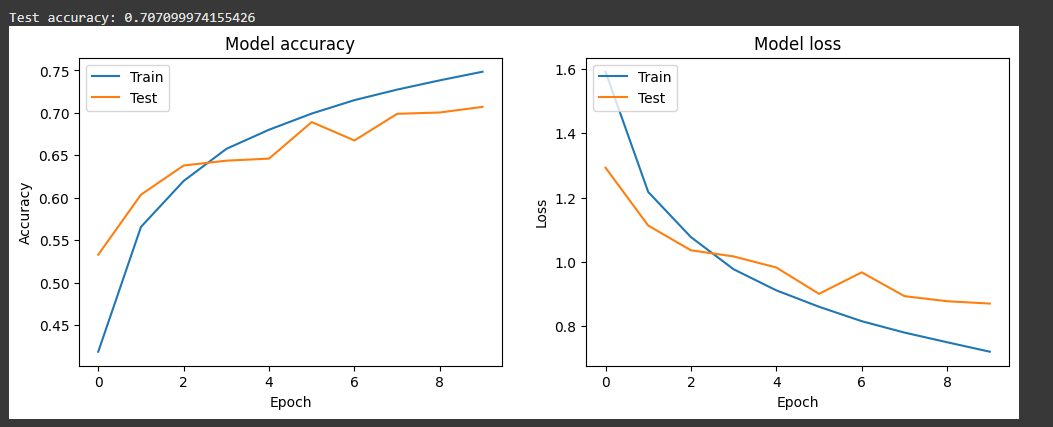 Test accuracy: 0.707099974155426
Model accuracy
Train
Test
0.75
0.70
0.65
0.60
0.55
0.50
0.45
Accuracy
0 2 4 6 8
Epoch
Model loss
Train
Test
1.6
1.4
1.2
1.0
0.8
Loss
0 2 4 6 8
Epoch